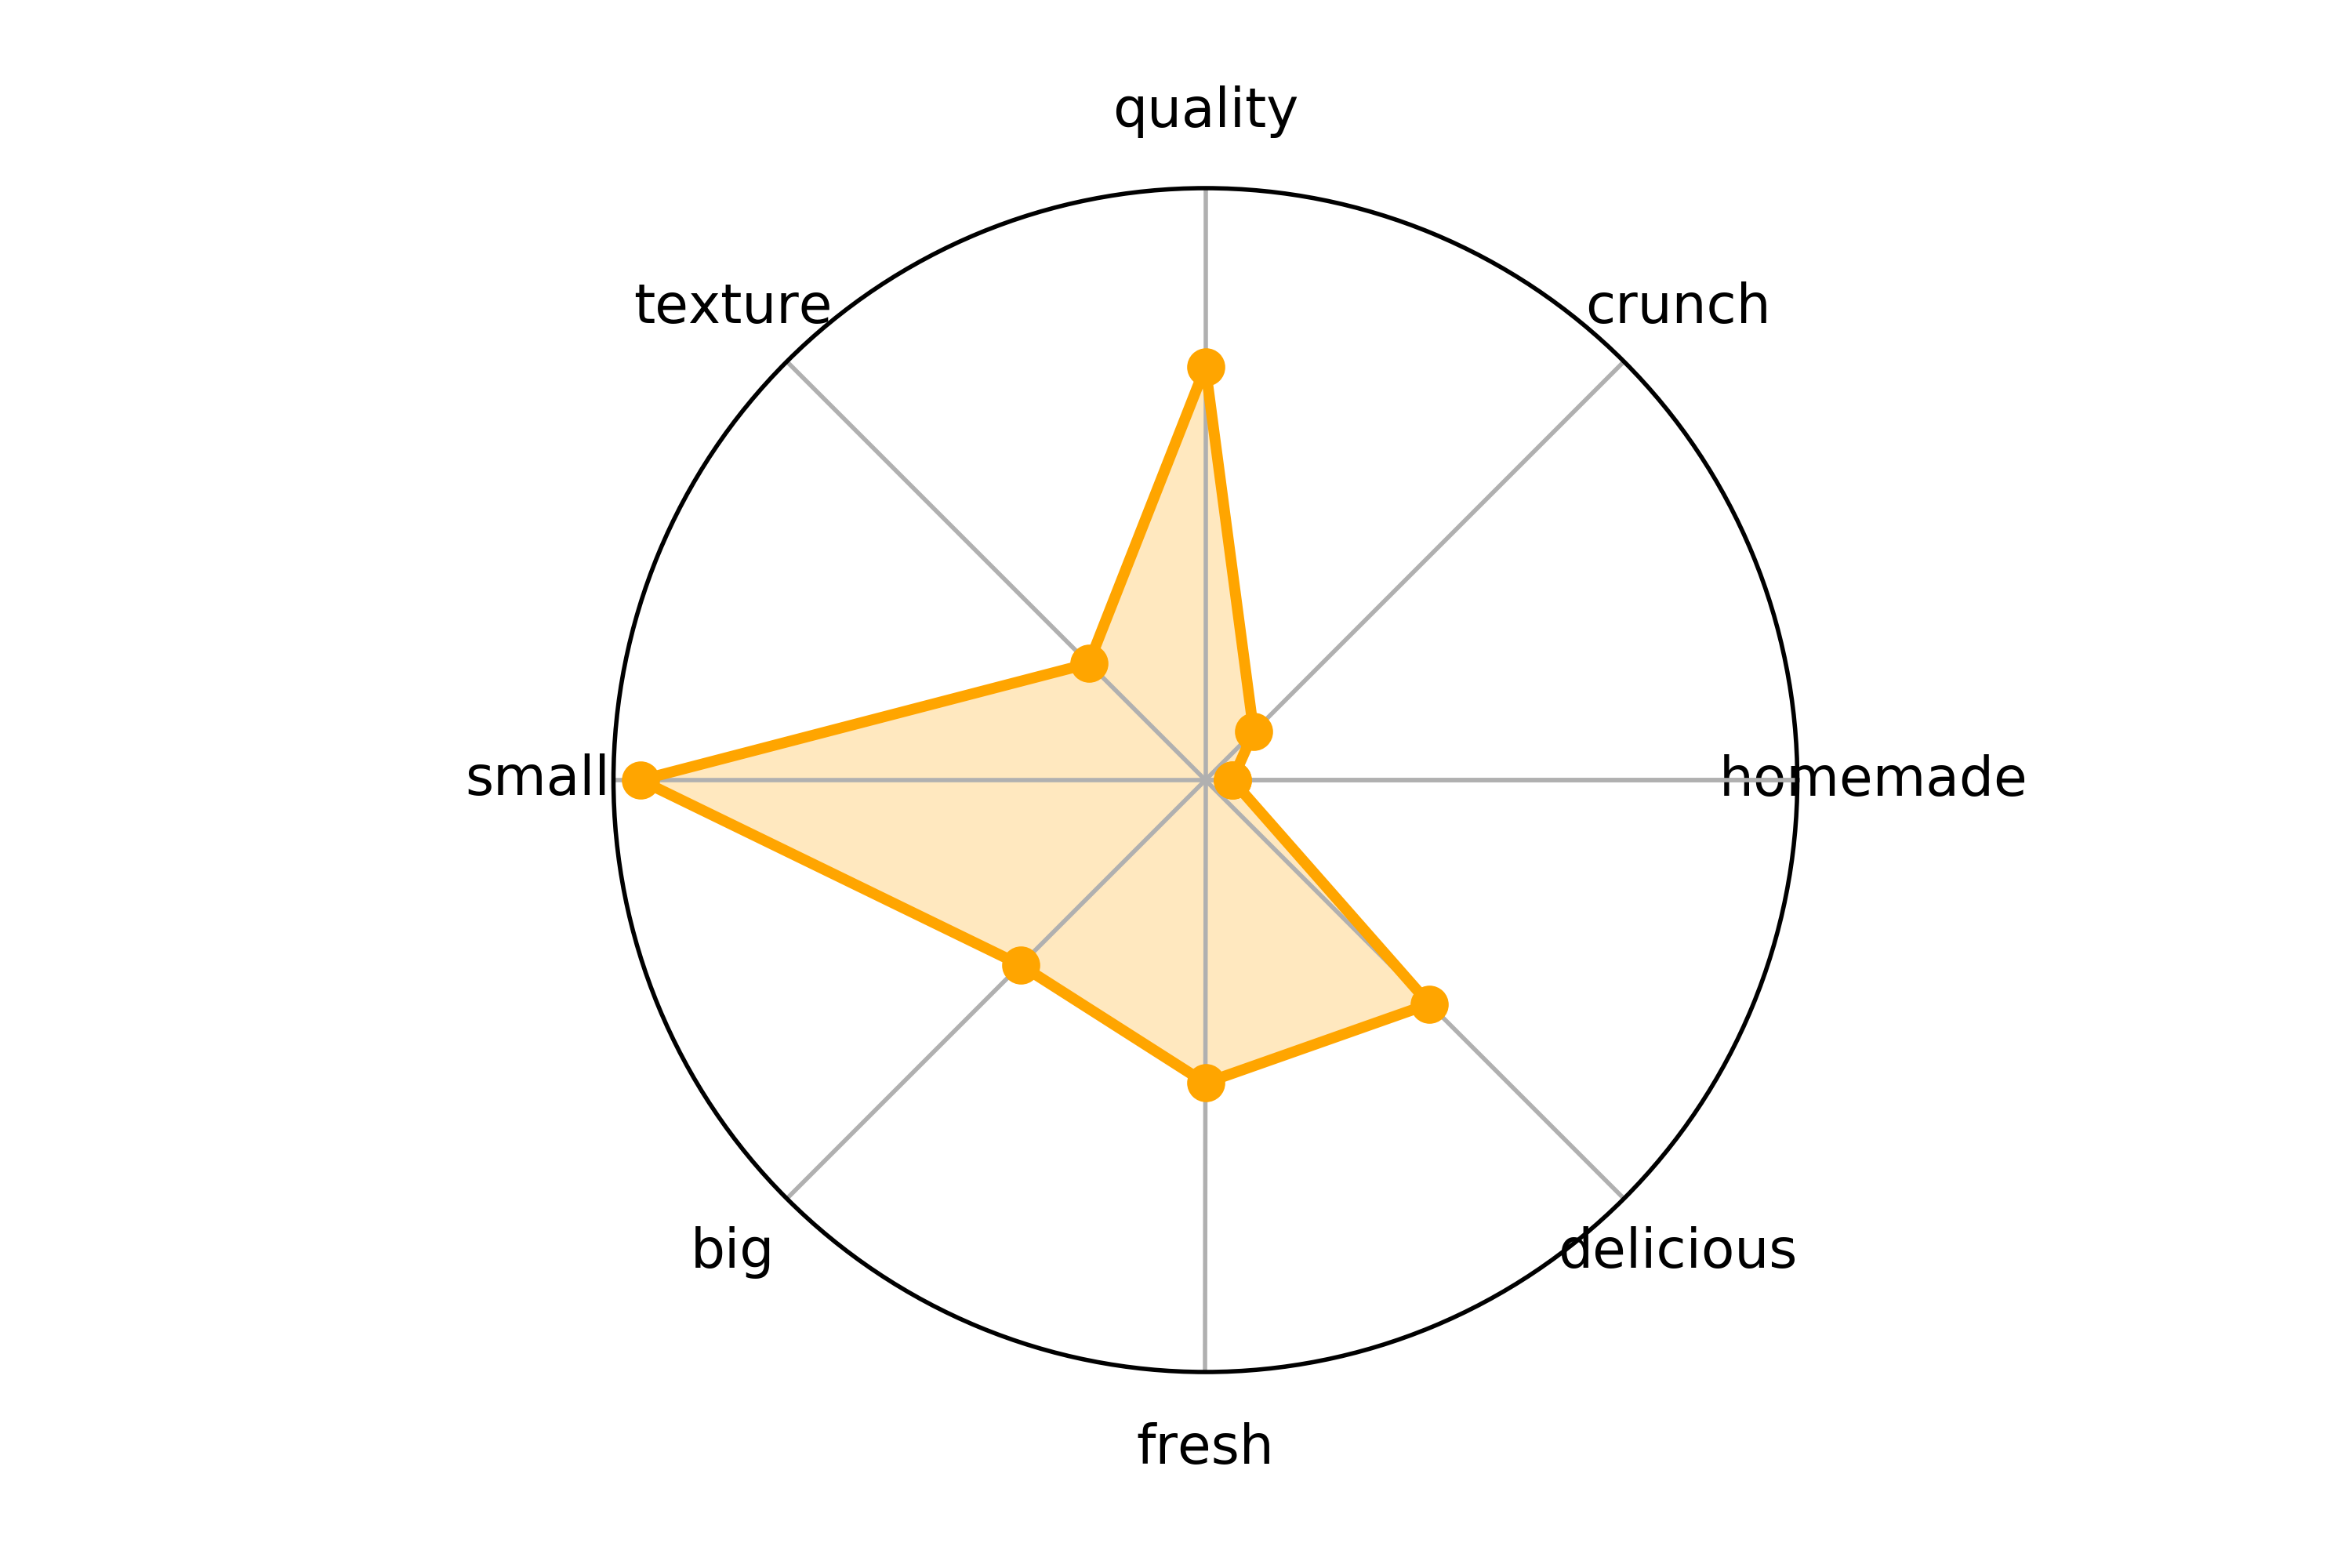 quality
texture
crunch
small
homemade
big
delicious
fresh